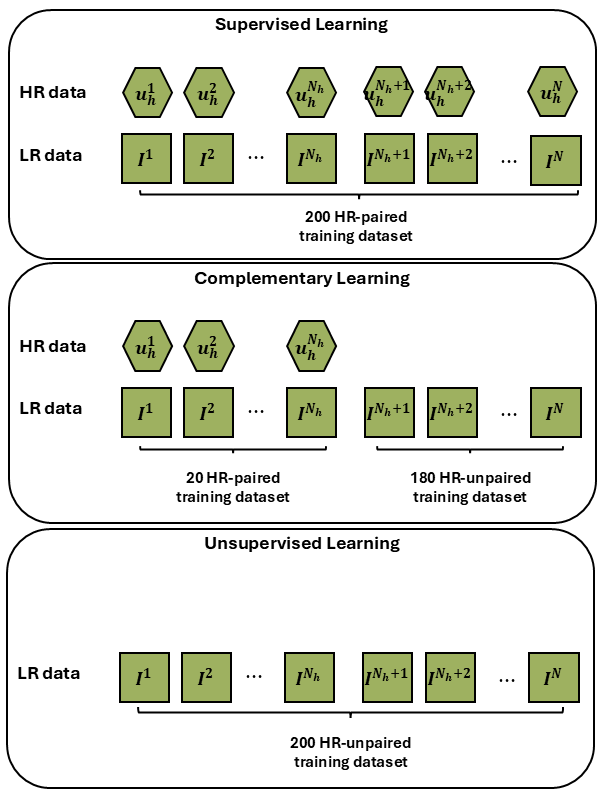 Supervised Learning
HR data u_h^1 u_h^2 u_h^{N_h} u_h^{N_h+1} u_h^{N_h+2} u_h^N
LR data I^1 I^2 ... I^{N_h} I^{N_h+1} I^{N_h+2} ... I^N
200 HR-paired
training dataset
Complementary Learning
HR data u_h^1 u_h^2 u_h^{N_h}
LR data I^1 I^2 ... I^{N_h} I^{N_h+1} I^{N_h+2} ... I^N
20 HR-paired 180 HR-unpaired
training dataset training dataset
Unsupervised Learning
LR data I^1 I^2 ... I^{N_h} I^{N_h+1} I^{N_h+2} ... I^N
200 HR-unpaired
training dataset